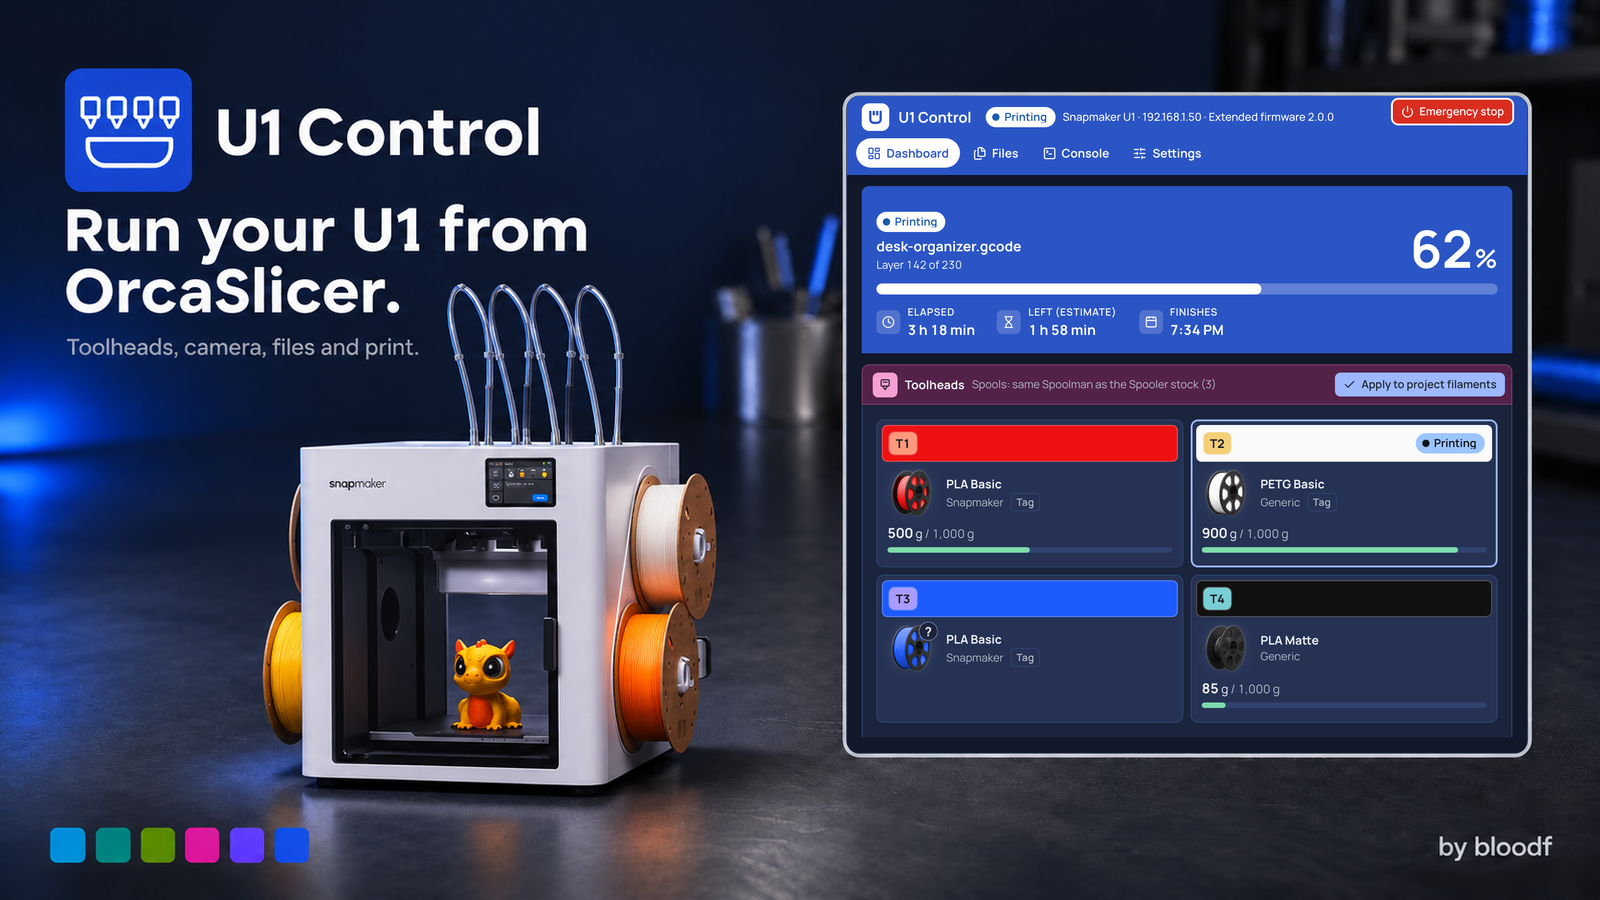 U1 Control
Run your U1 from
OrcaSlicer.
Toolheads, camera, files and print.
snapmaker
U1 Control
Printing
Snapmaker U1 · 192.168.1.50 · Extended firmware 2.0.0
Emergency stop
Dashboard
Files
Console
Settings
Printing
desk-organizer.gcode
Layer 142 of 230
62%
ELAPSED
3 h 18 min
LEFT (ESTIMATE)
1 h 58 min
FINISHES
7:34 PM
Toolheads
Spools: same Spoolman as the Spooler stock (3)
Apply to project filaments
T1
PLA Basic
Snapmaker Tag
500 g / 1,000 g
T2
Printing
PETG Basic
Generic Tag
900 g / 1,000 g
T3
?
PLA Basic
Snapmaker Tag
T4
PLA Matte
Generic
85 g / 1,000 g
by bloodf